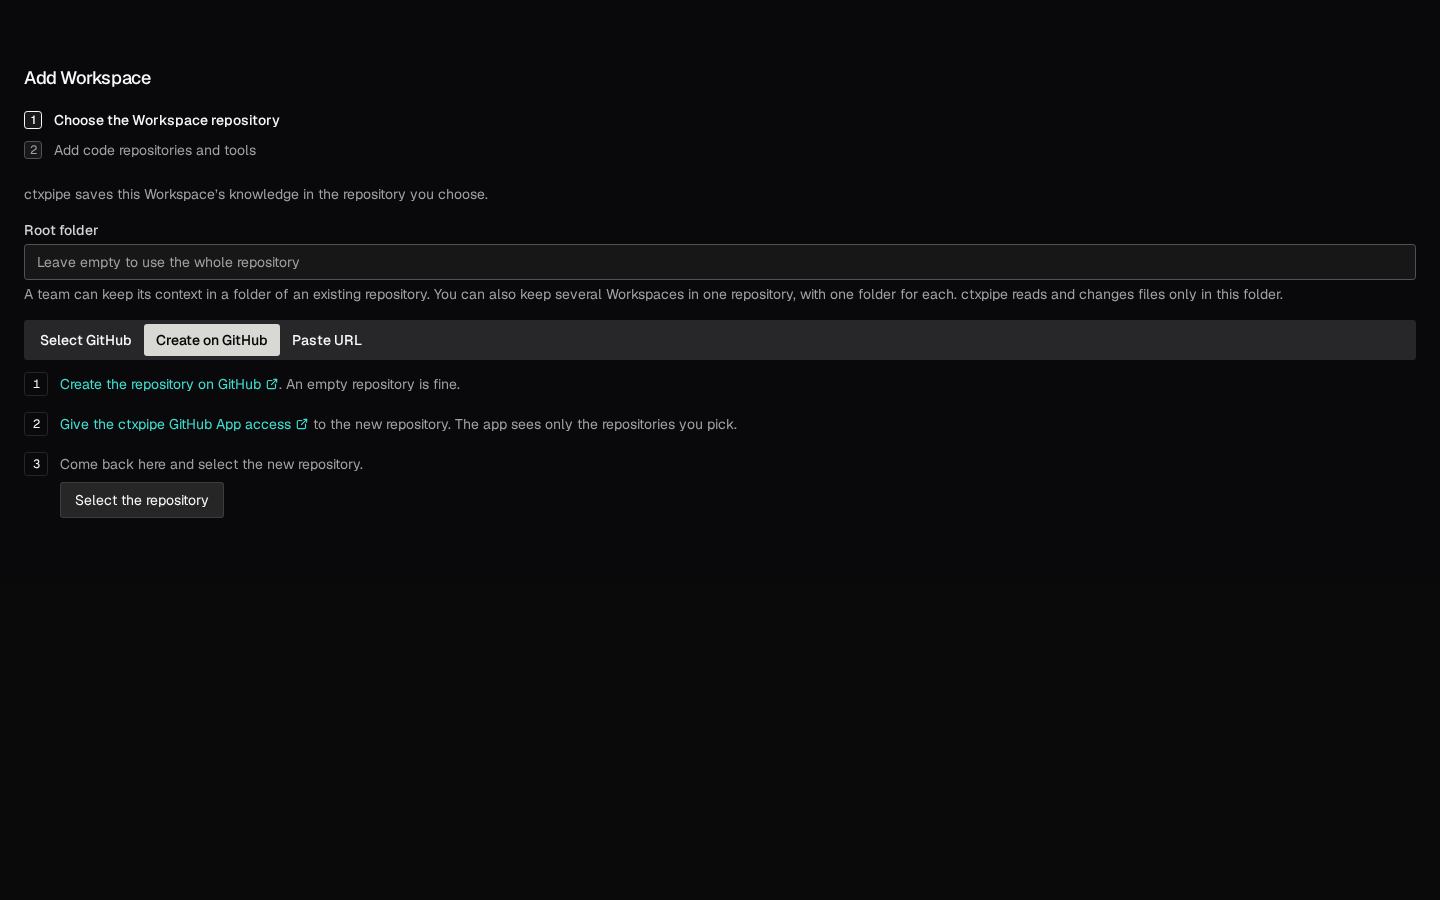 Add Workspace
1 Choose the Workspace repository
2 Add code repositories and tools
ctxpipe saves this Workspace's knowledge in the repository you choose.
Root folder
Leave empty to use the whole repository
A team can keep its context in a folder of an existing repository. You can also keep several Workspaces in one repository, with one folder for each. ctxpipe reads and changes files only in this folder.
Select GitHub Create on GitHub Paste URL
1 Create the repository on GitHub . An empty repository is fine.
2 Give the ctxpipe GitHub App access to the new repository. The app sees only the repositories you pick.
3 Come back here and select the new repository.
Select the repository